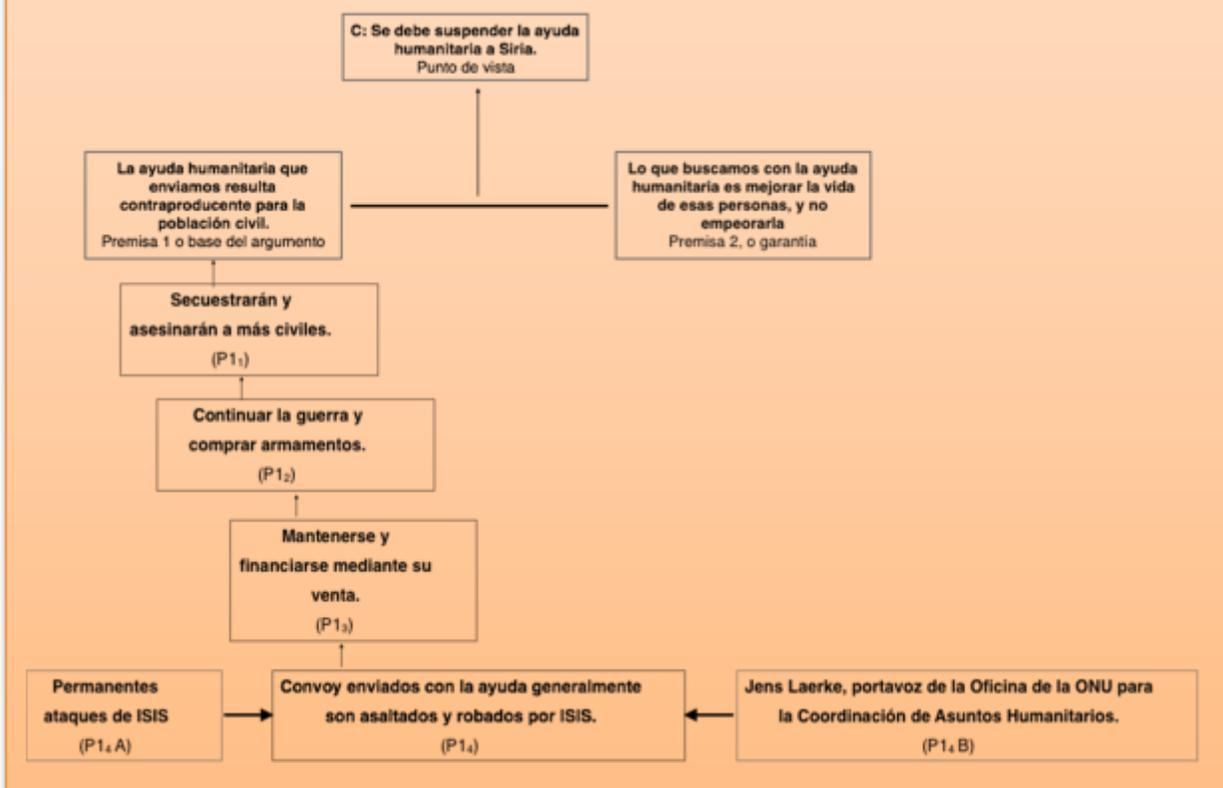 C: Se debe suspender la ayuda
humanitaria a Siria.
Punto de vista
La ayuda humanitaria que
enviamos resulta
contraproducente para la
población civil.
Premisa 1 o base del argumento
Lo que buscamos con la ayuda
humanitaria es mejorar la vida
de esas personas, y no
empeorarla
Premisa 2, o garantía
Secuestrarán y
asesinarán a más civiles.
(P1₁)
Continuar la guerra y
comprar armamentos.
(P1₂)
Mantenerse y
financiarse mediante su
venta.
(P1₃)
Permanentes
ataques de ISIS
(P1₄ A)
Convoy enviados con la ayuda generalmente
son asaltados y robados por ISIS.
(P1₄)
Jens Laerke, portavoz de la Oficina de la ONU para
la Coordinación de Asuntos Humanitarios.
(P1₄ B)